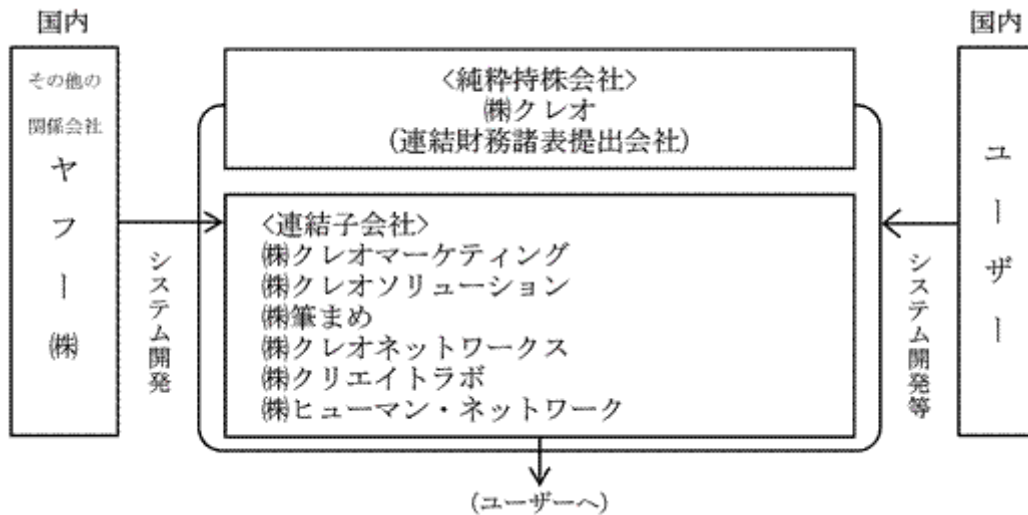 国内
その他の
関係会社
ヤフー㈱
システム開発
<純粋持株会社>
㈱クレオ
(連結財務諸表提出会社)
<連結子会社>
㈱クレオマーケティング
㈱クレオソリューション
㈱筆まめ
㈱クレオネットワークス
㈱クリエイトラボ
㈱ヒューマン・ネットワーク
(ユーザーへ)
国内
ユーザー
システム開発等